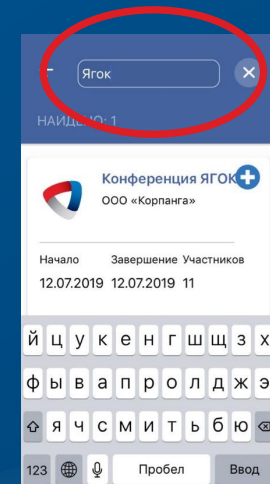 Ягок
НАЙДЕНО: 1
Конференция ЯГОК
ООО «Корпанга»
Начало Завершение Участников
12.07.2019 12.07.2019 11
й ц у к е н г ш щ з х
ф ы в а п р о л д ж э
я ч с м и т ь б ю
123 Пробел Ввод